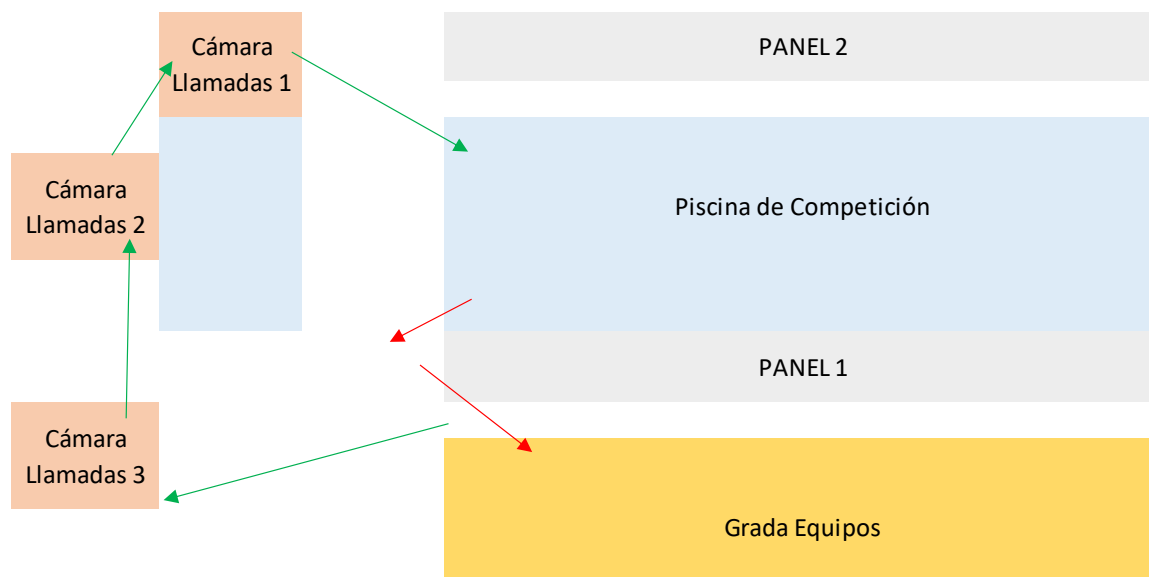 Cámara
Llamadas 1
PANEL 2
Cámara
Llamadas 2
Piscina de Competición
PANEL 1
Cámara
Llamadas 3
Grada Equipos